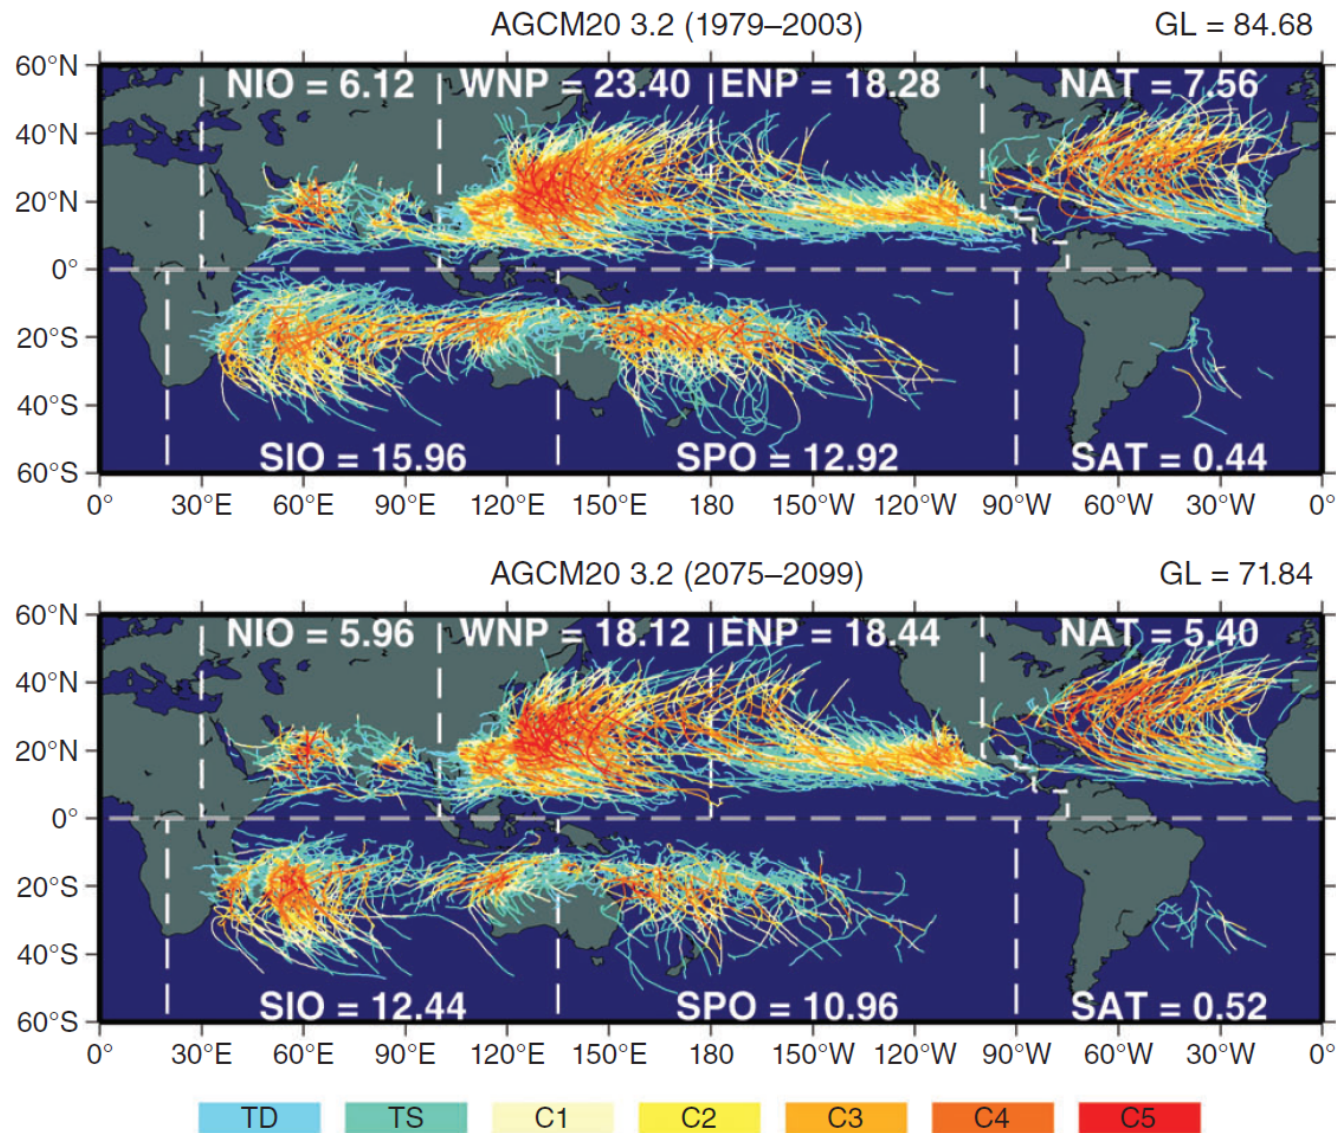 AGCM20 3.2 (1979–2003) GL = 84.68
60°N NIO = 6.12 WNP = 23.40 ENP = 18.28 NAT = 7.56
40°N
20°N
0°
20°S
40°S
60°S SIO = 15.96 SPO = 12.92 SAT = 0.44
0° 30°E 60°E 90°E 120°E 150°E 180 150°W 120°W 90°W 30°W 0°
AGCM20 3.2 (2075–2099) GL = 71.84
60°N NIO = 5.96 WNP = 18.12 ENP = 18.44 NAT = 5.40
40°N
20°N
0°
20°S
40°S
60°S SIO = 12.44 SPO = 10.96 SAT = 0.52
0° 30°E 60°E 90°E 120°E 150°E 180 150°W 120°W 90°W 30°W 0°
TD TS C1 C2 C3 C4 C5